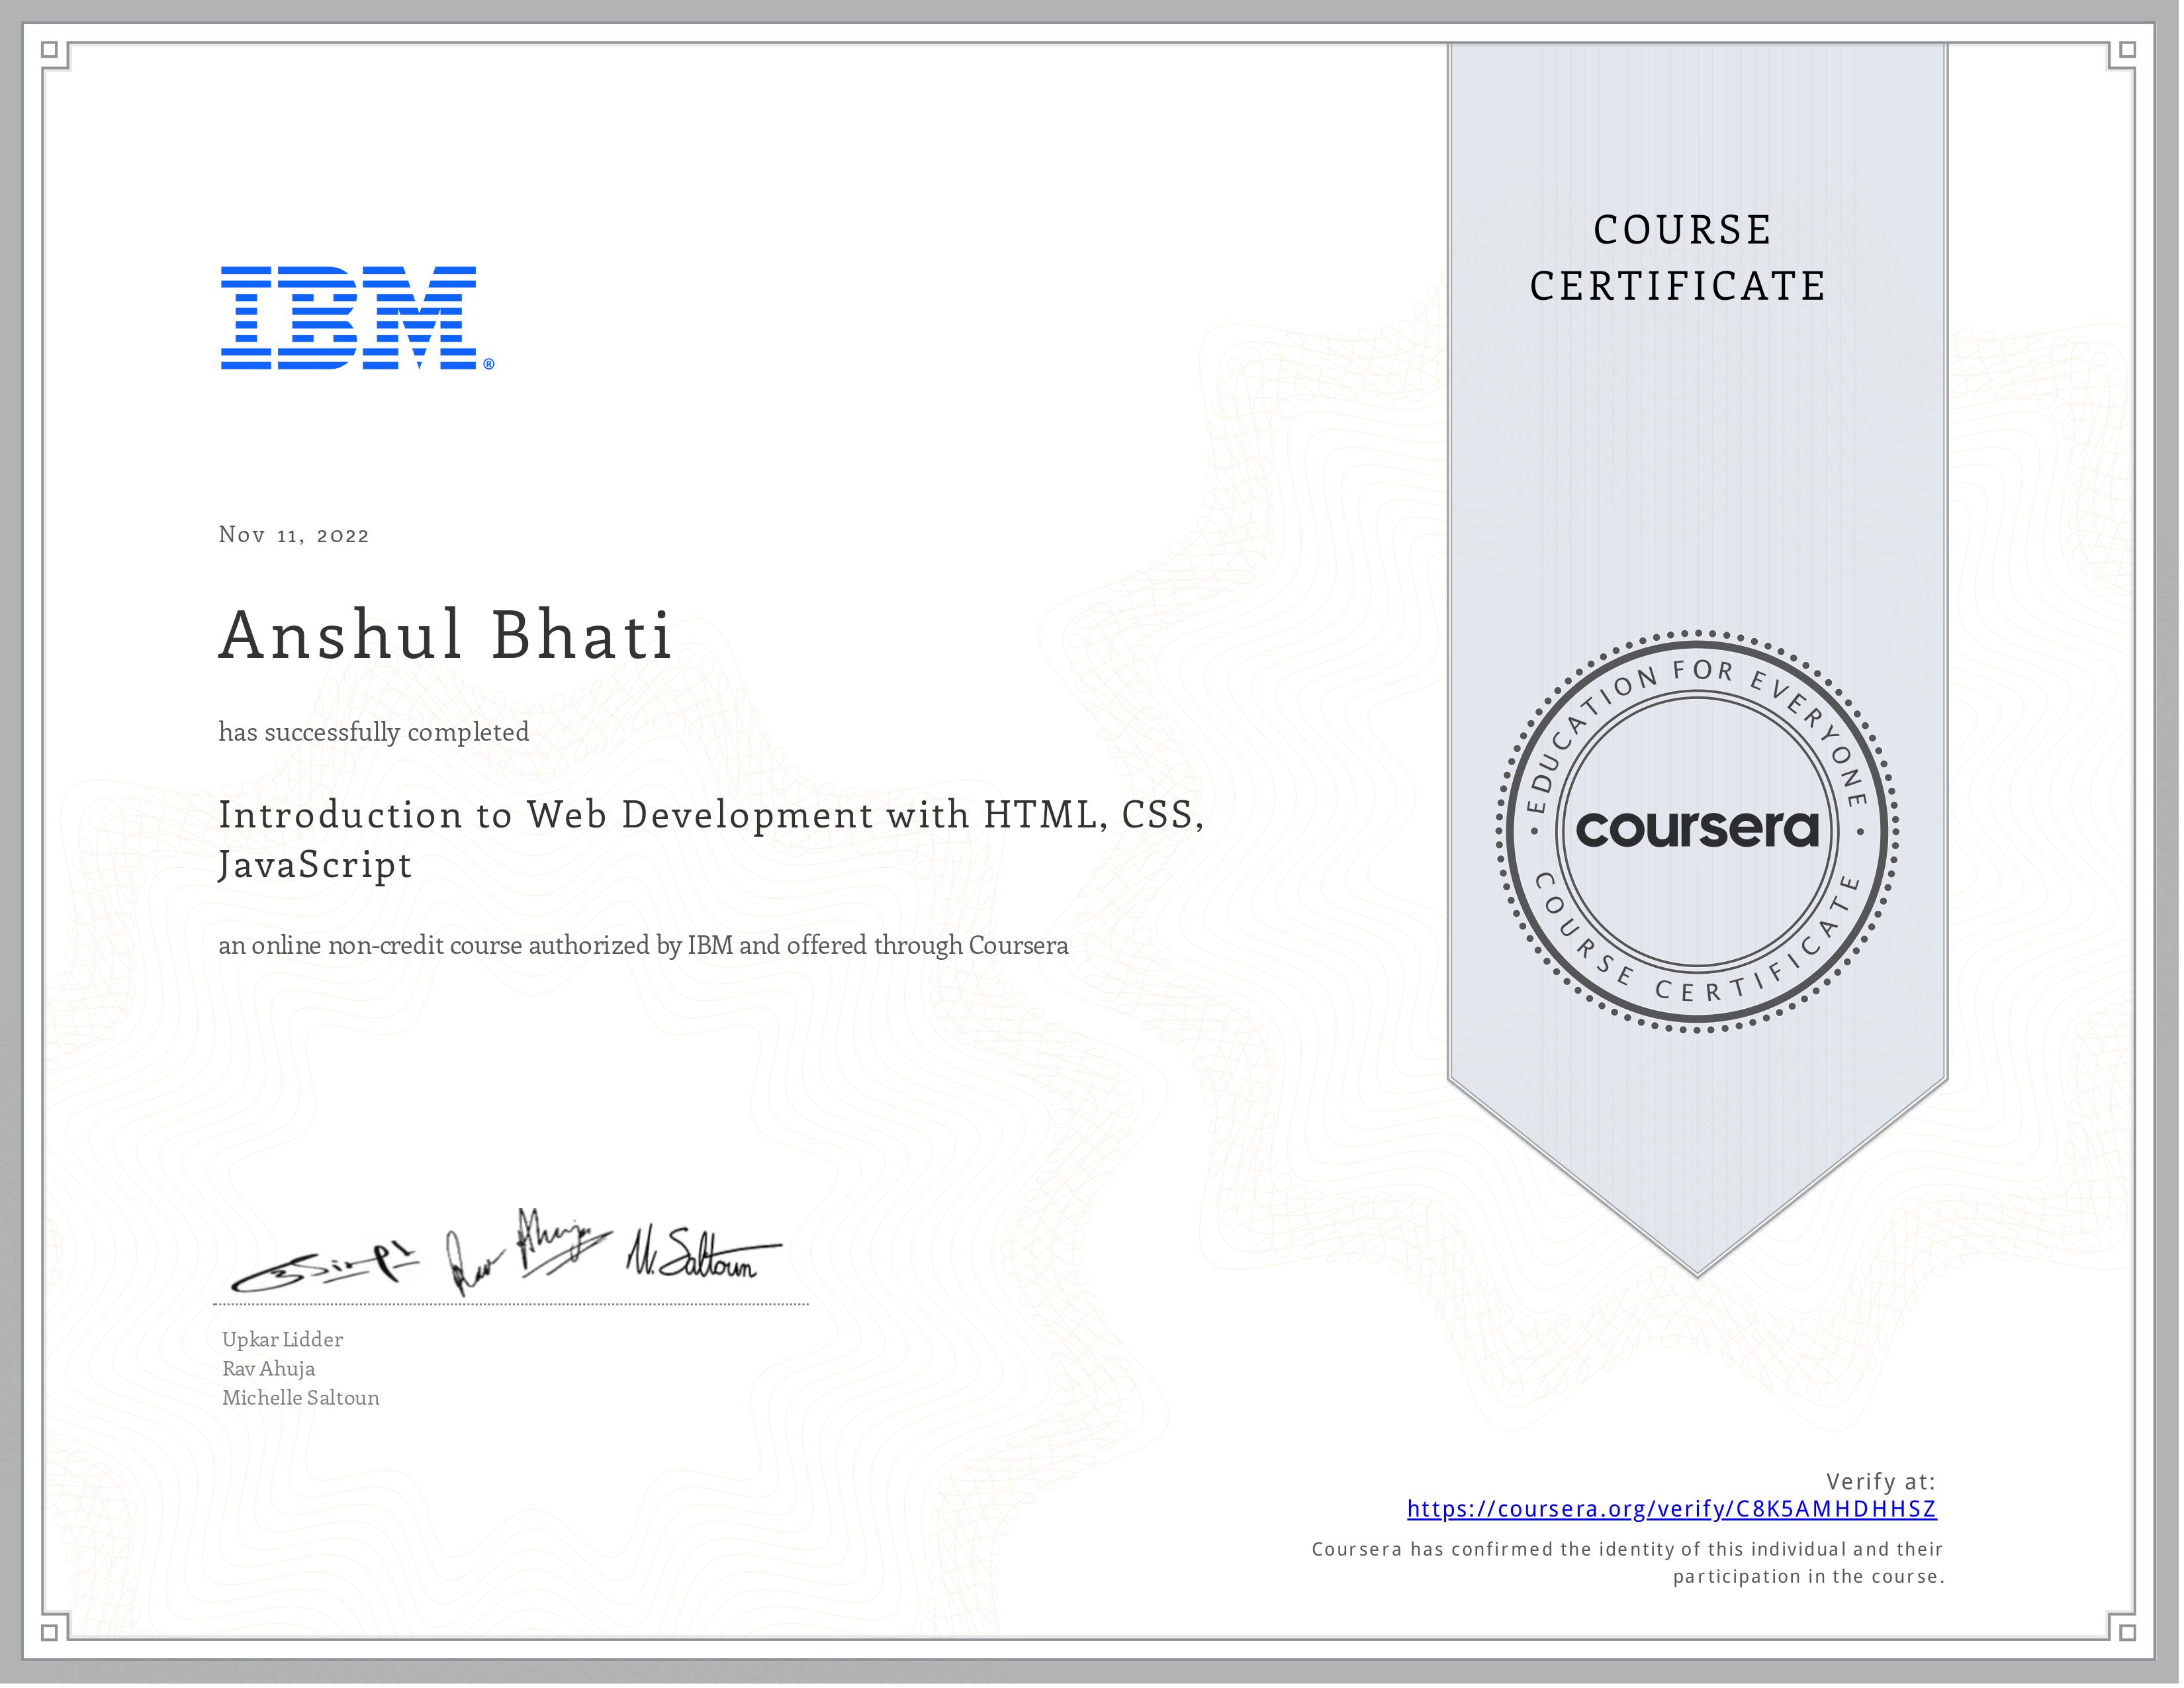 COURSE
CERTIFICATE
IBM®
Nov 11, 2022
Anshul Bhati
has successfully completed
Introduction to Web Development with HTML, CSS,
JavaScript
an online non-credit course authorized by IBM and offered through Coursera
EDUCATION FOR EVERYONE
coursera
COURSE CERTIFICATE
Rav Ahuja M. Saltoun
Upkar Lidder
Rav Ahuja
Michelle Saltoun
Verify at:
https://coursera.org/verify/C8K5AMHDHHSZ
Coursera has confirmed the identity of this individual and their
participation in the course.